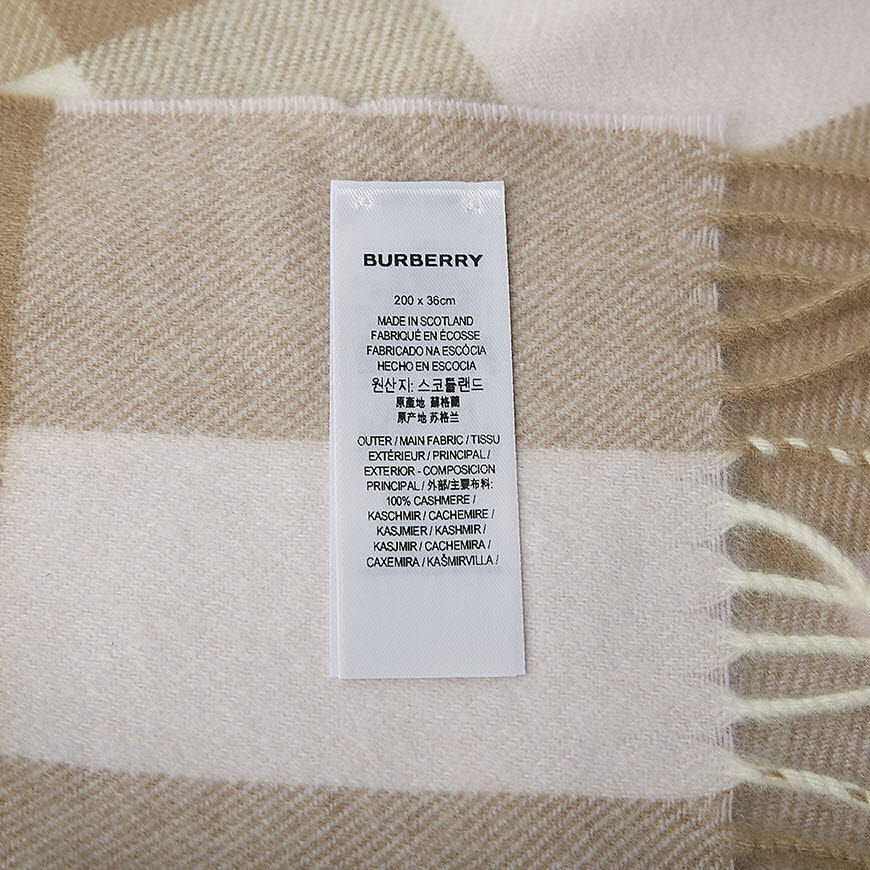 BURBERRY
200 x 36cm
MADE IN SCOTLAND
FABRIQUÉ EN ÉCOSSE
FABRICADO NA ESCÓCIA
HECHO EN ESCOCIA
원산지: 스코틀랜드
原產地 蘇格蘭
原产地 苏格兰
OUTER / MAIN FABRIC / TISSU
EXTÉRIEUR / PRINCIPAL /
EXTERIOR - COMPOSICION
PRINCIPAL / 外部/主要布料:
100% CASHMERE /
KASCHMIR / CACHEMIRE /
KASJMIER / KASHMIR /
KASJMIR / CACHEMIRA /
CAXEMIRA / KAŠMIRVILLA /